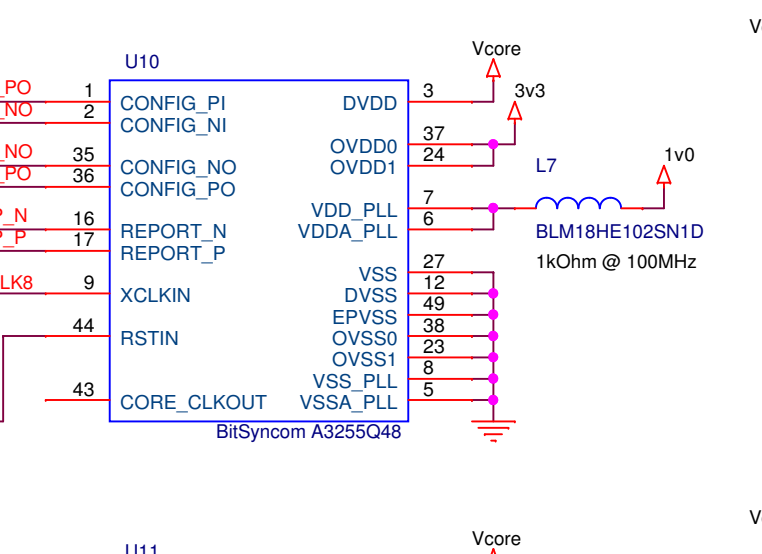 V
Vcore
U10
_PO 1 CONFIG_PI DVDD 3 3v3
_NO 2 CONFIG_NI
OVDD0 37
_NO 35 CONFIG_NO OVDD1 24 L7 1v0
_PO 36 CONFIG_PO
VDD_PLL 7
_N 16 REPORT_N VDDA_PLL 6 BLM18HE102SN1D
_P 17 REPORT_P
VSS 27 1kOhm @ 100MHz
LK8 9 XCLKIN DVSS 12
EPVSS 49
44 RSTIN OVSS0 38
OVSS1 23
VSS_PLL 8
43 CORE_CLKOUT VSSA_PLL 5
BitSyncom A3255Q48
V
Vcore
U11